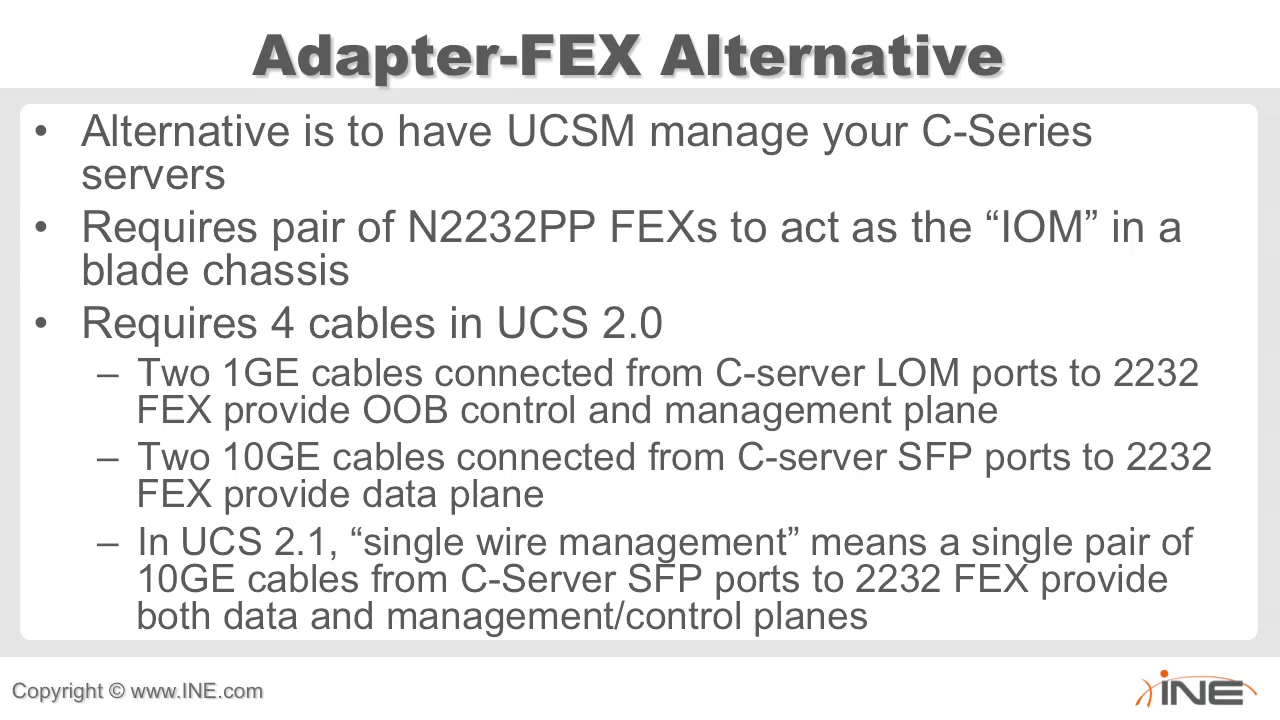 Adapter-FEX Alternative
• Alternative is to have UCSM manage your C-Series
servers
• Requires pair of N2232PP FEXs to act as the “IOM” in a
blade chassis
• Requires 4 cables in UCS 2.0
– Two 1GE cables connected from C-server LOM ports to 2232
FEX provide OOB control and management plane
– Two 10GE cables connected from C-server SFP ports to 2232
FEX provide data plane
– In UCS 2.1, “single wire management” means a single pair of
10GE cables from C-Server SFP ports to 2232 FEX provide
both data and management/control planes
Copyright © www.INE.com
INE